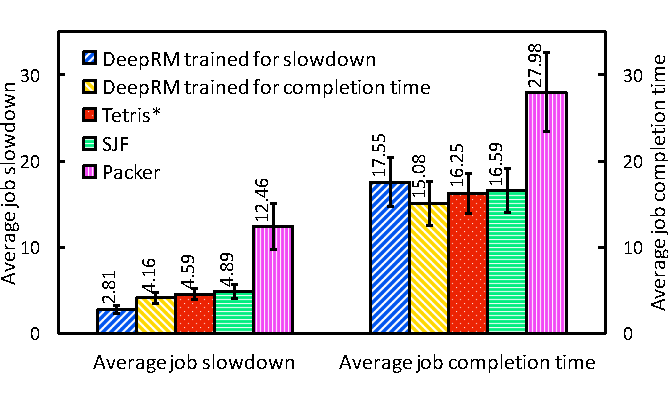 DeepRM trained for slowdown
DeepRM trained for completion time
Tetris*
SJF
Packer
Average job slowdown
30
20
10
0
2.81
4.16
4.59
4.89
12.46
17.55
15.08
16.25
16.59
27.98
30
20
10
0
Average job completion time
Average job slowdown
Average job completion time